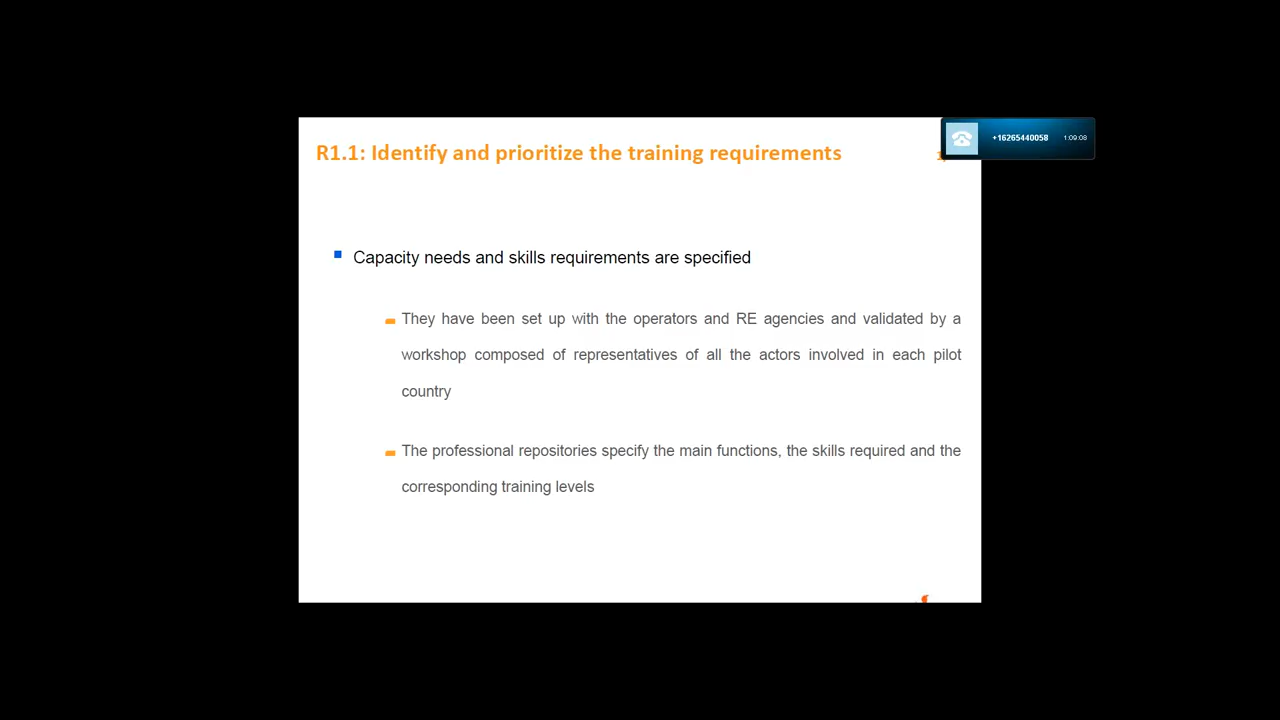 R1.1: Identify and prioritize the training requirements
+16265440058
1:09:08
Capacity needs and skills requirements are specified
They have been set up with the operators and RE agencies and validated by a
workshop composed of representatives of all the actors involved in each pilot
country
The professional repositories specify the main functions, the skills required and the
corresponding training levels